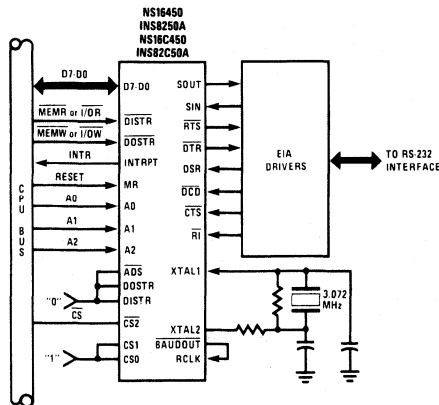 NS16450
INS8250A
NS16C450
INS82C50A
D7-D0
D7-D0
SOUT
SIN
MEMR or I/OR
DISTR
RTS
MEMW or I/OW
DOSTR
DTR
INTR
INTRPT
DSR
RESET
MR
DCD
A0
A0
CTS
A1
A1
RI
A2
A2
EIA
DRIVERS
TO RS-232
INTERFACE
CPU
BUS
ADS
XTAL1
DOSTR
"0"
DISTR
3.072
MHz
CS
CS2
XTAL2
BAUDOUT
"1"
CS1
RCLK
CS0